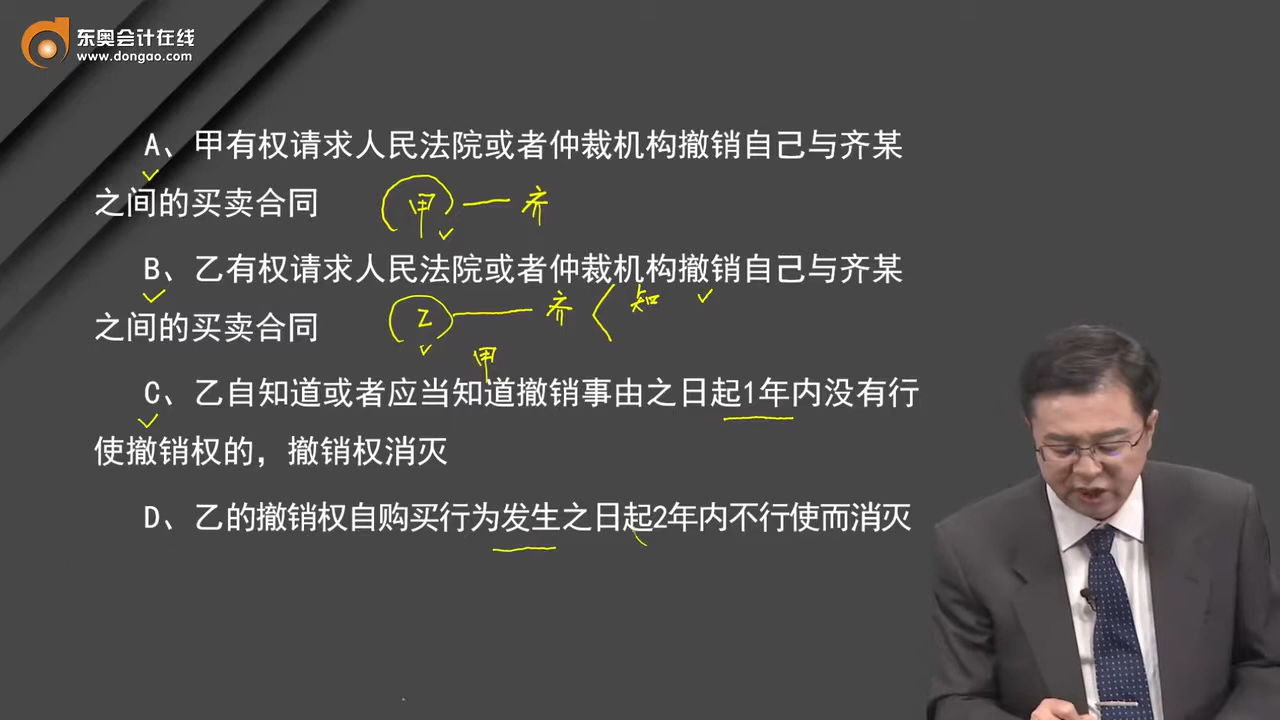 东奥会计在线
www.dongao.com
A、甲有权请求人民法院或者仲裁机构撤销自己与齐某
之间的买卖合同
甲 — 齐
B、乙有权请求人民法院或者仲裁机构撤销自己与齐某
之间的买卖合同
乙 — 齐 知
甲
C、乙自知道或者应当知道撤销事由之日起1年内没有行
使撤销权的,撤销权消灭
D、乙的撤销权自购买行为发生之日起2年内不行使而消灭